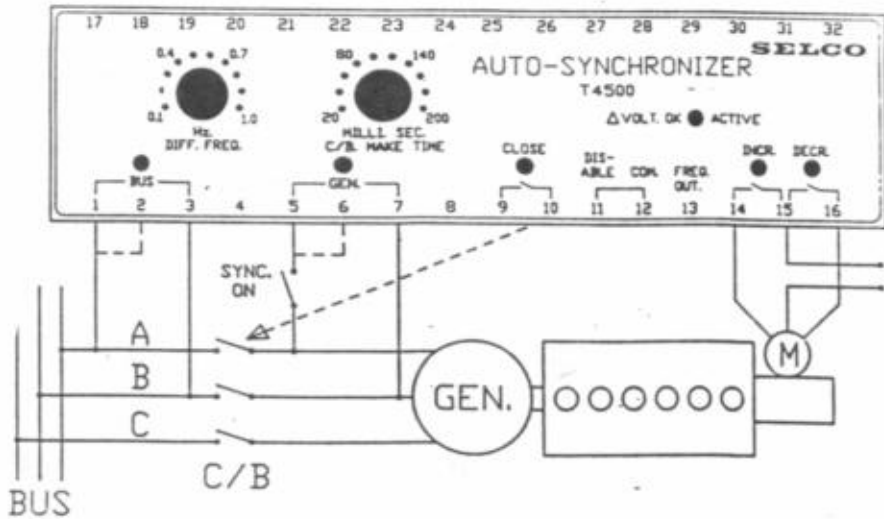 17 18 19 20 21 22 23 24 25 26 27 28 29 30 31 32
SELCO
0.4 0.7
80 140
AUTO-SYNCHRONIZER
T4500
0.1 1.0
20 200
Hz.
DIFF. FREQ.
MILLI. SEC.
C/B. MAKE TIME
△VOLT. OK ACTIVE
CLOSE
DIS-
ABLE
COM.
FREQ.
OUT.
INCR.
DECR.
BUS
GEN.
1 2 3 4 5 6 7 8 9 10 11 12 13 14 15 16
SYNC.
ON
A
B
C
GEN.
M
C/B
BUS